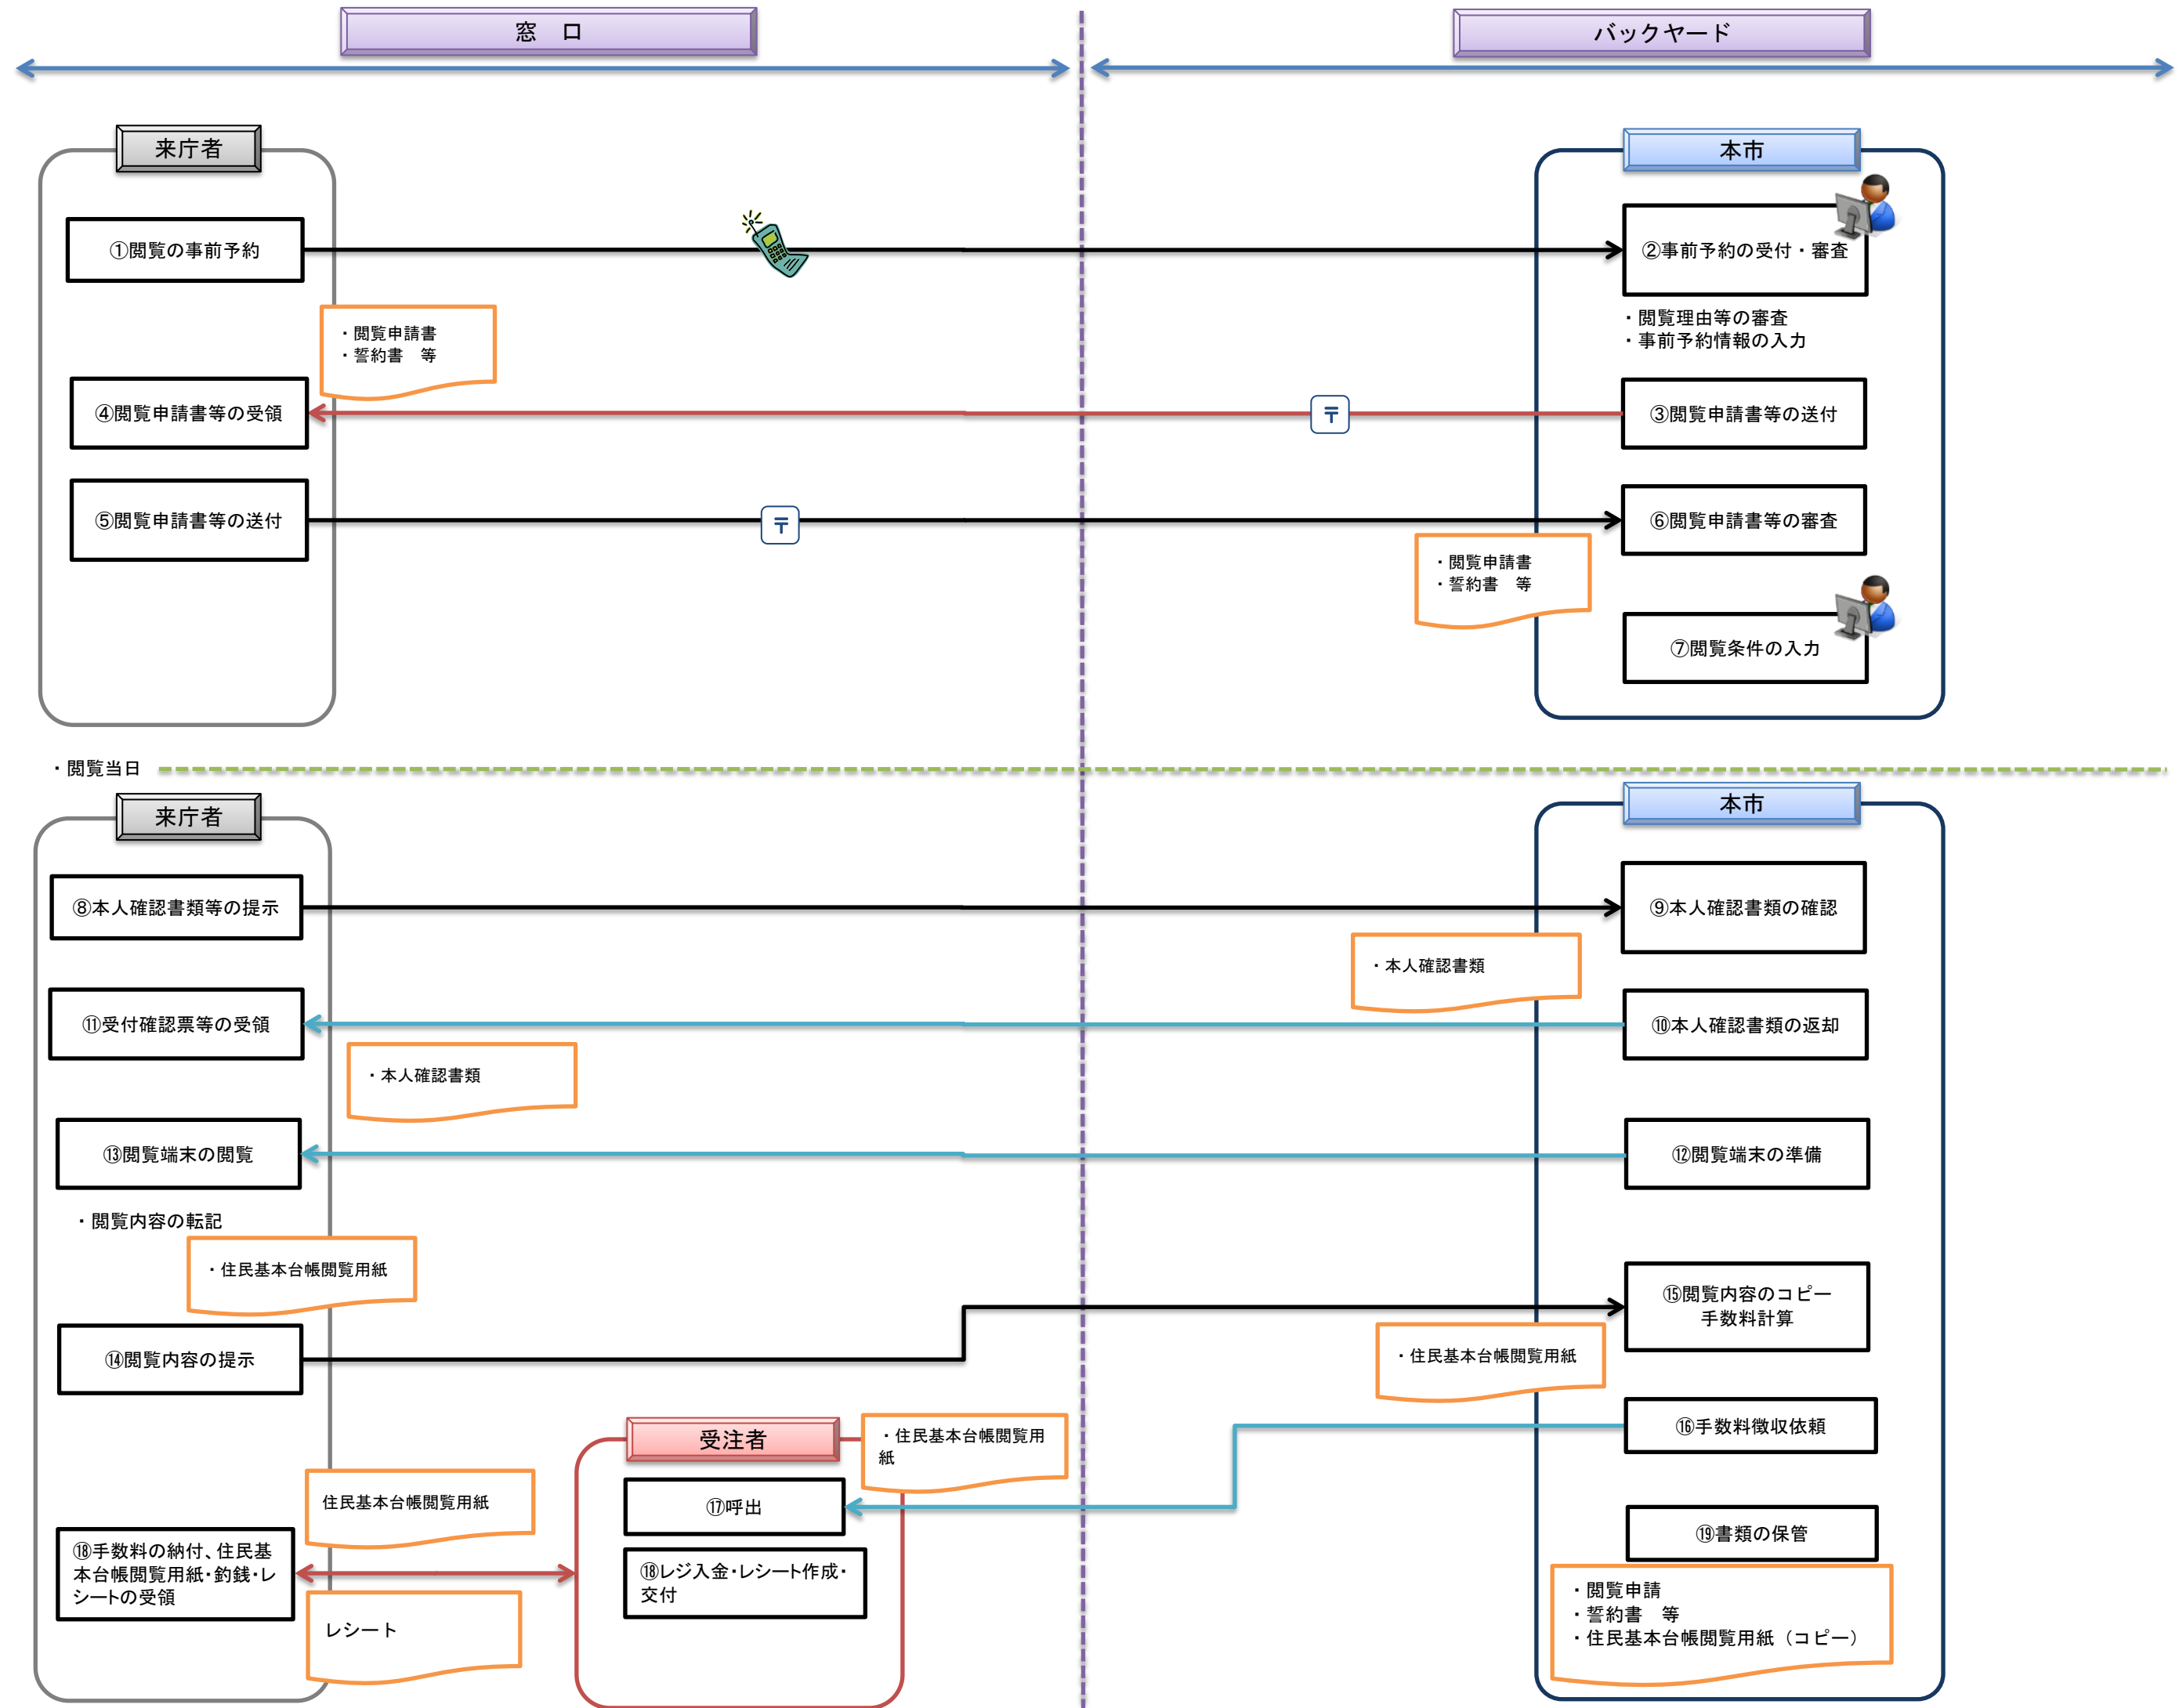 窓　口
バックヤード
来庁者
本市
①閲覧の事前予約
②事前予約の受付・審査
・閲覧申請書
・誓約書　等
・閲覧理由等の審査
・事前予約情報の入力
④閲覧申請書等の受領
〒
③閲覧申請書等の送付
⑤閲覧申請書等の送付
〒
⑥閲覧申請書等の審査
・閲覧申請書
・誓約書　等
⑦閲覧条件の入力
・閲覧当日
来庁者
本市
⑧本人確認書類等の提示
⑨本人確認書類の確認
・本人確認書類
⑪受付確認票等の受領
⑩本人確認書類の返却
・本人確認書類
⑬閲覧端末の閲覧
⑫閲覧端末の準備
・閲覧内容の転記
・住民基本台帳閲覧用紙
⑮閲覧内容のコピー
手数料計算
⑭閲覧内容の提示
・住民基本台帳閲覧用紙
⑯手数料徴収依頼
受注者
・住民基本台帳閲覧用
紙
⑰呼出
住民基本台帳閲覧用紙
⑲書類の保管
⑱手数料の納付、住民基
本台帳閲覧用紙・釣銭・レ
シートの受領
⑱レジ入金・レシート作成・
交付
レシート
・閲覧申請
・誓約書　等
・住民基本台帳閲覧用紙（コピー）